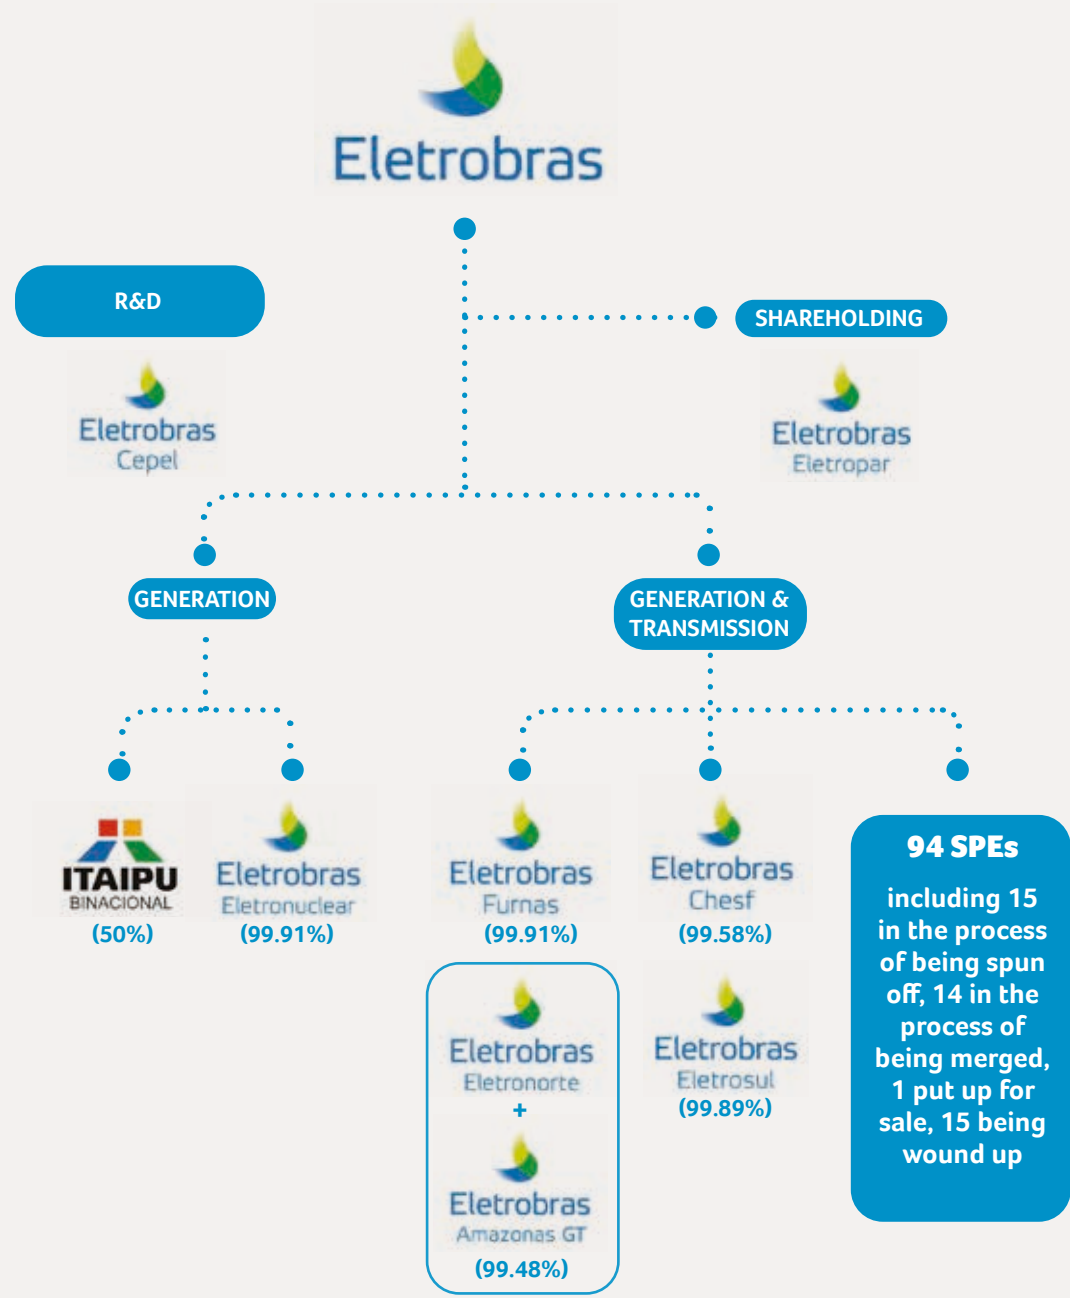 Eletrobras
R&D
Eletrobras
Cepel
SHAREHOLDING
Eletrobras
Eletropar
GENERATION
ITAIPU
BINACIONAL
(50%)
Eletrobras
Eletronuclear
(99.91%)
GENERATION &
TRANSMISSION
Eletrobras
Furnas
(99.91%)
Eletrobras
Chesf
(99.58%)
Eletrobras
Eletronorte
+
Eletrobras
Amazonas GT
(99.48%)
Eletrobras
Eletrosul
(99.89%)
94 SPEs
including 15
in the process
of being spun
off, 14 in the
process of
being merged,
1 put up for
sale, 15 being
wound up